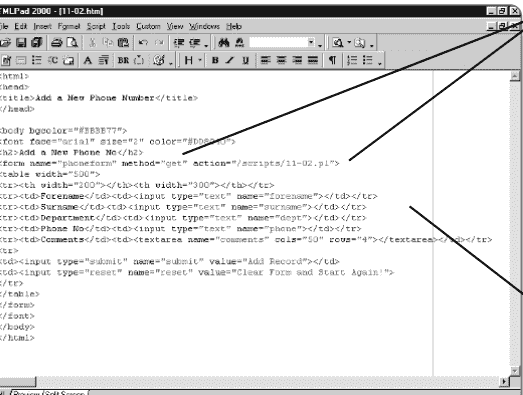 TMLPad 2000 - [11-02.htm]
File Edit Insert Format Script Tools Custom View Windows Help
A BR H B I U ¶
<html>
<head>
<title>Add a New Phone Number</title>
</head>
<body bgcolor="#BBBB77">
<font face="arial" size="2" color=
<h2>Add a New Phone No</h2>
<form name="phoneform" method="get" action="/scripts/11-02.pl">
<table width="500">
<tr><th width="200"></th><th width="300"></th></tr>
<tr><td>Forename</td><td><input type="text" name="forename"></td></tr>
<tr><td>Surname</td><td><input type="text" name="surname"></td></tr>
<tr><td>Department</td><td><input type="text" name="dept"></td></tr>
<tr><td>Phone No</td><td><input type="text" name="phone"></td></tr>
<tr><td>Comments</td><td><textarea name="comments" cols="50" rows="4"></textarea></td></tr>
<tr>
<td><input type="submit" name="submit" value="Add Record"></td>
<td><input type="reset" name="reset" value="Clear Form and Start Again!">
</tr>
</table>
</form>
</font>
</body>
</html>
Preview Split Screen